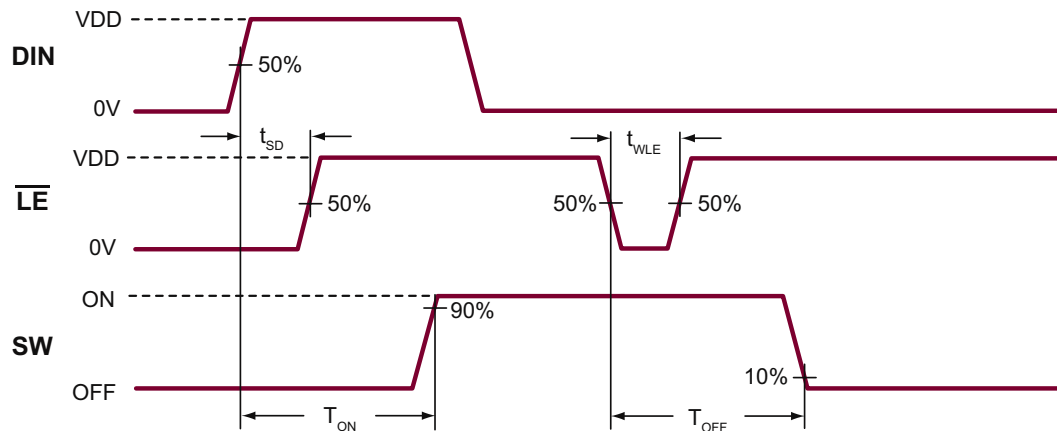 VDD
DIN
50%
0V
tSD
tWLE
VDD
LE
50%
50%
50%
0V
ON
90%
SW
10%
OFF
TON
TOFF